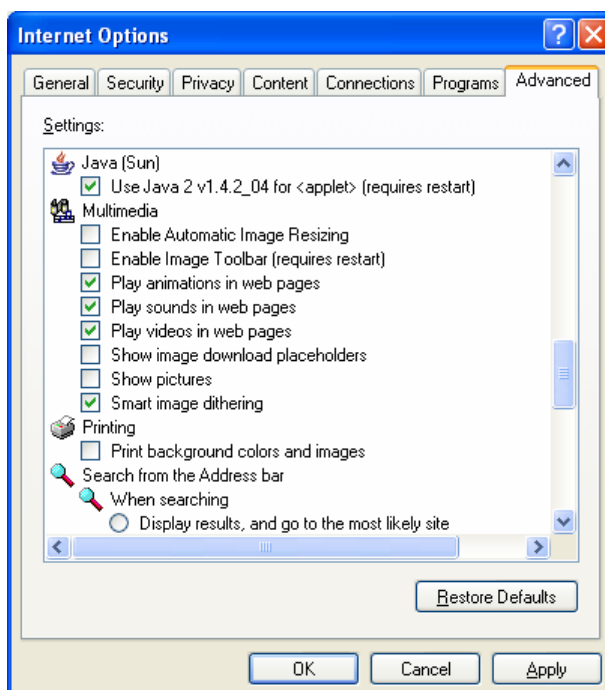 Internet Options
General Security Privacy Content Connections Programs Advanced
Settings:
Java (Sun)
Use Java 2 v1.4.2_04 for <applet> (requires restart)
Multimedia
Enable Automatic Image Resizing
Enable Image Toolbar (requires restart)
Play animations in web pages
Play sounds in web pages
Play videos in web pages
Show image download placeholders
Show pictures
Smart image dithering
Printing
Print background colors and images
Search from the Address bar
When searching
Display results, and go to the most likely site
Restore Defaults
OK Cancel Apply